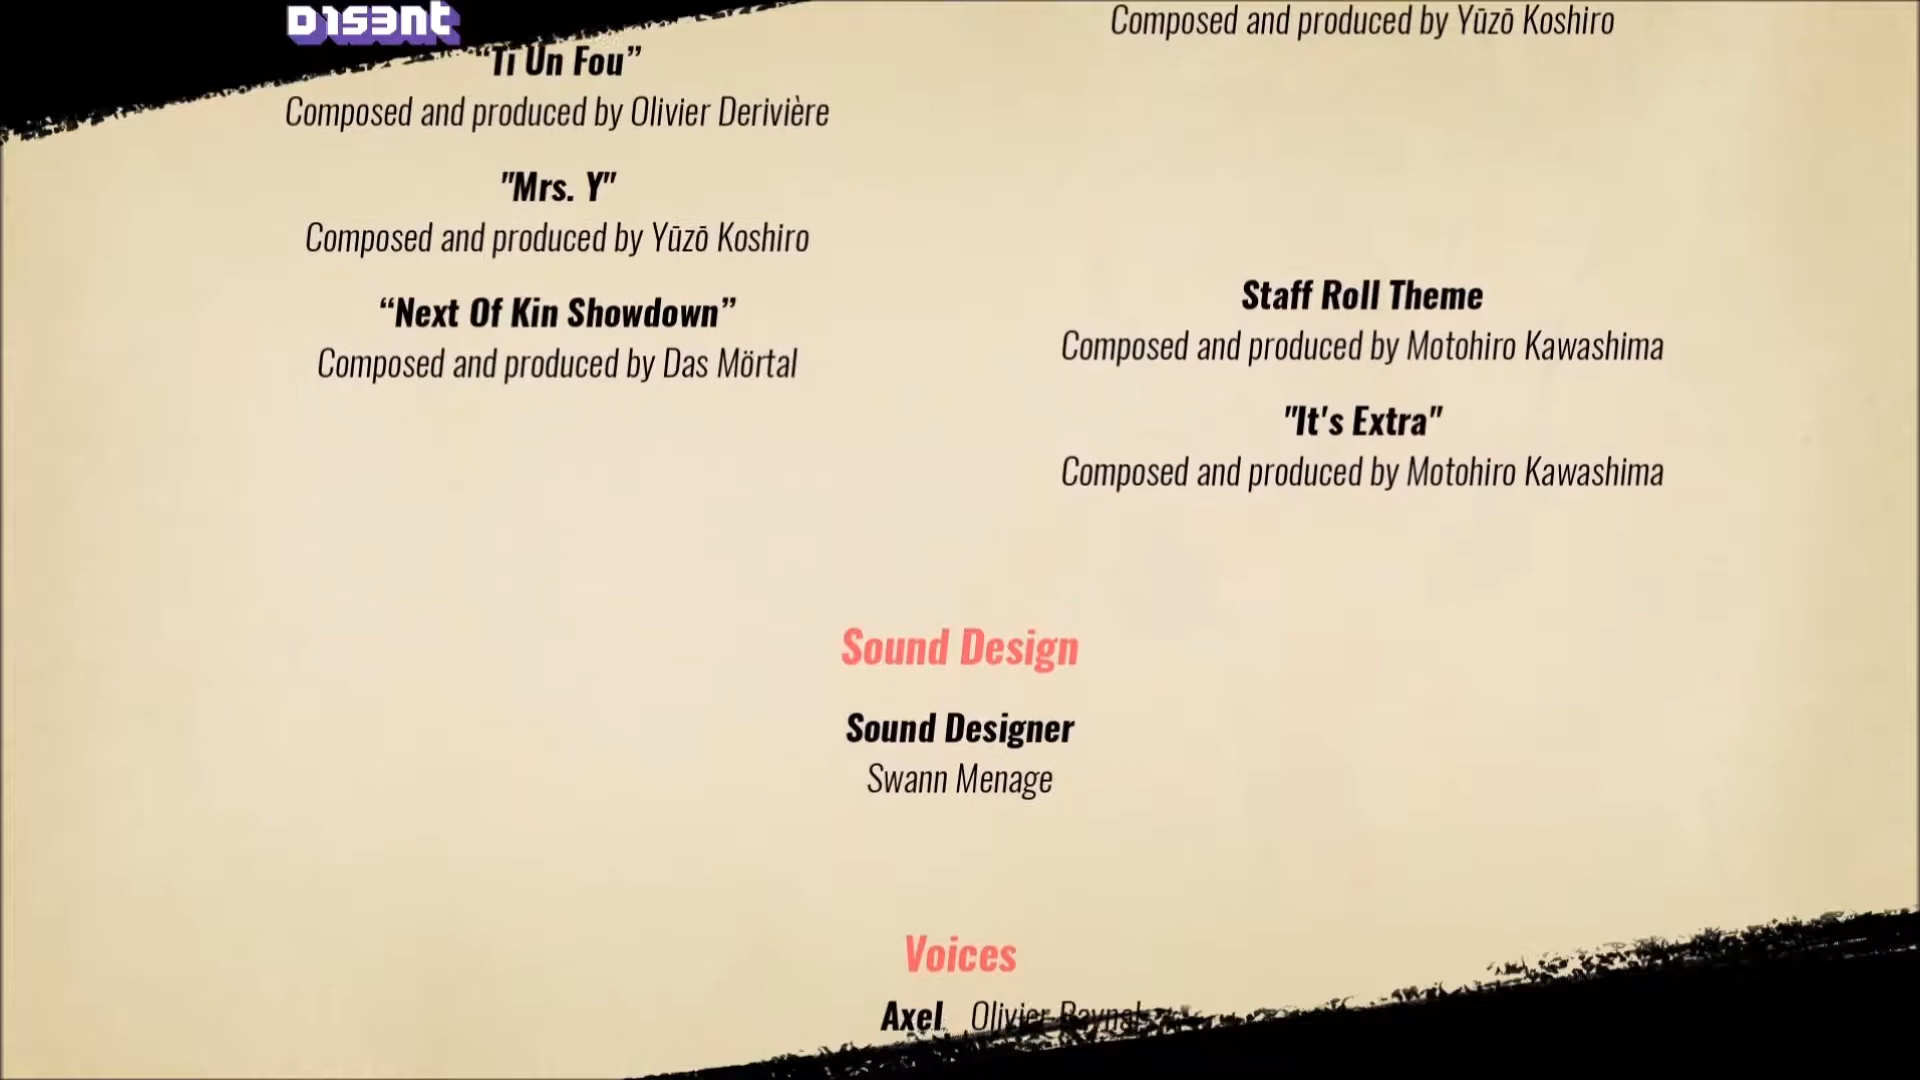 D1s3nt
“Ti Un Fou”
Composed and produced by Olivier Derivière
"Mrs. Y"
Composed and produced by Yūzō Koshiro
“Next Of Kin Showdown”
Composed and produced by Das Mörtal
Composed and produced by Yūzō Koshiro
Staff Roll Theme
Composed and produced by Motohiro Kawashima
"It's Extra"
Composed and produced by Motohiro Kawashima
Sound Design
Sound Designer
Swann Menage
Voices
Axel Olivier Raynal